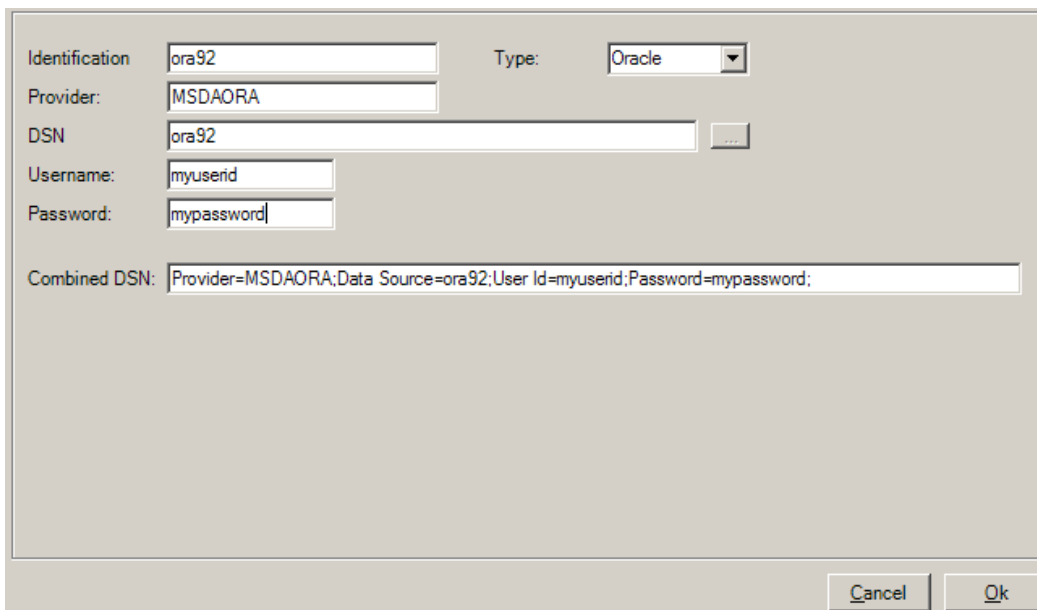 Identification ora92 Type: Oracle
Provider: MSDAORA
DSN ora92 ...
Username: myuserid
Password: mypassword
Combined DSN: Provider=MSDAORA;Data Source=ora92;User Id=myuserid;Password=mypassword;
Cancel Ok